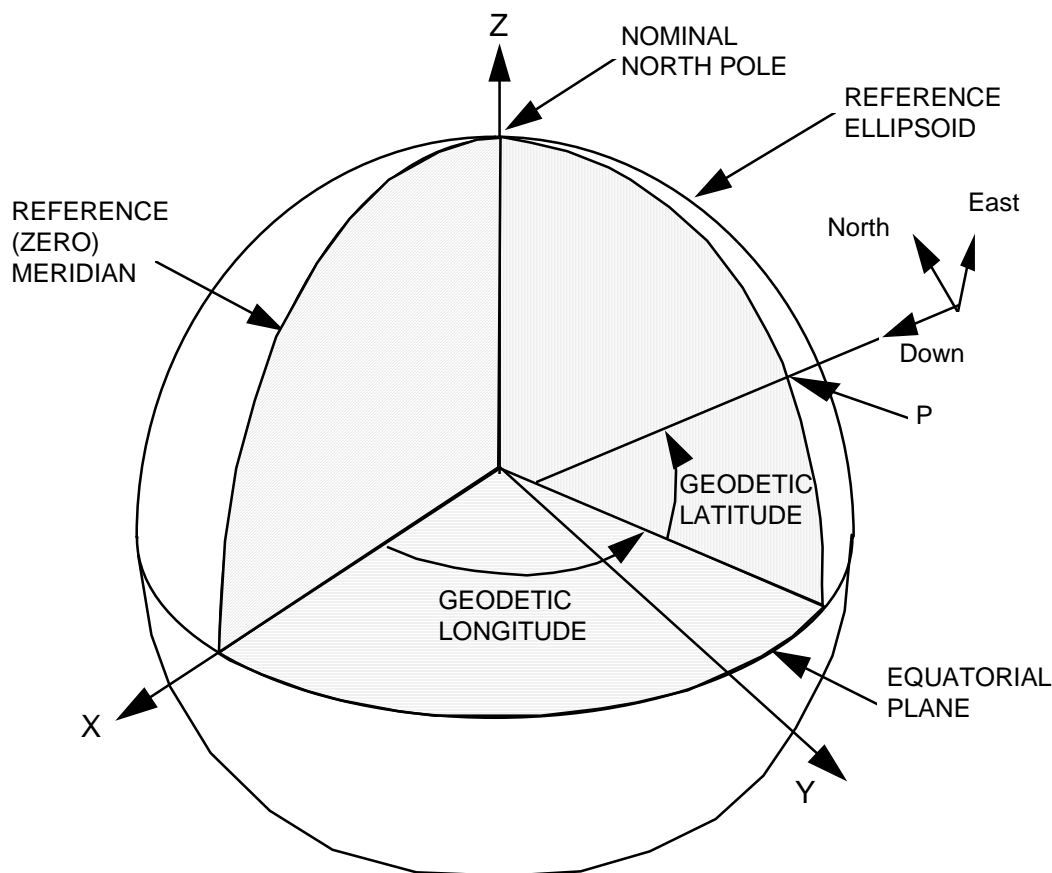 Z
NOMINAL
NORTH POLE
REFERENCE
ELLIPSOID
REFERENCE
(ZERO)
MERIDIAN
East
North
Down
P
GEODETIC
LATITUDE
GEODETIC
LONGITUDE
EQUATORIAL
PLANE
X
Y